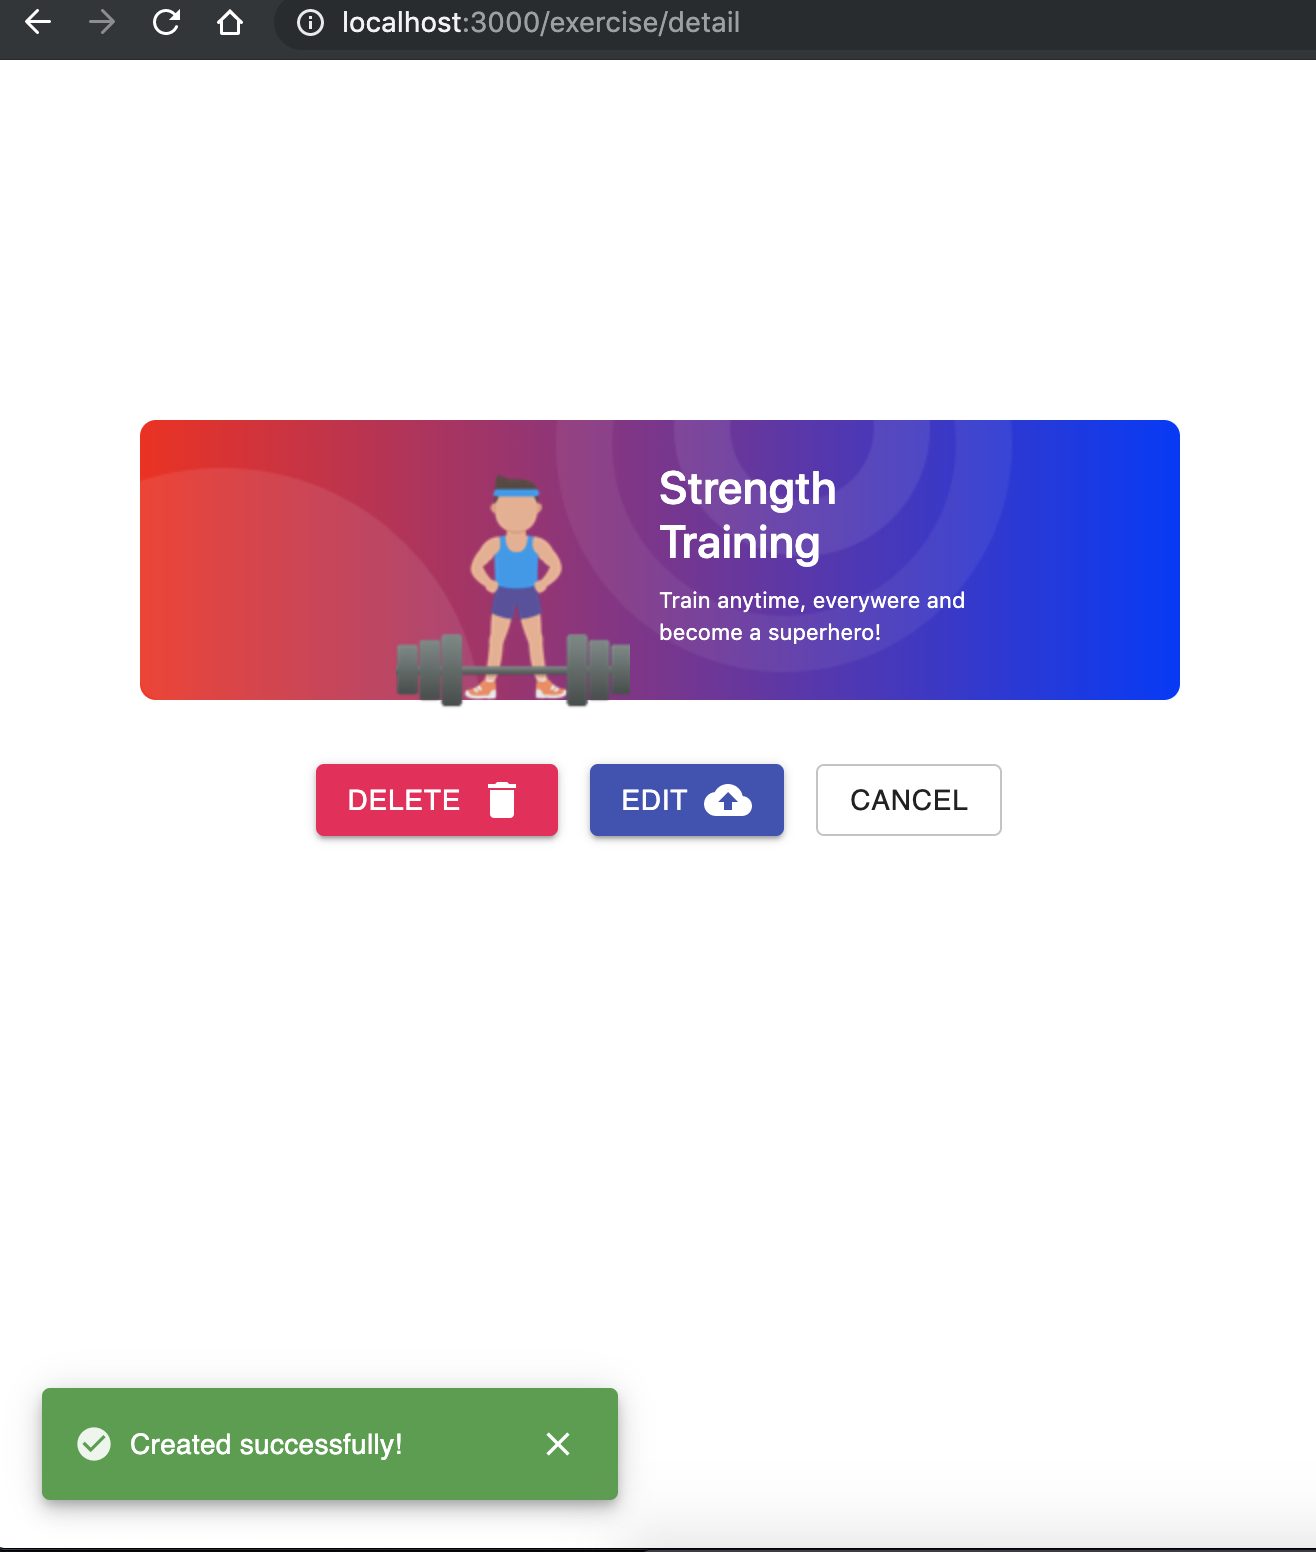 localhost:3000/exercise/detail
Strength
Training
Train anytime, everywere and
become a superhero!
DELETE
EDIT
CANCEL
Created successfully!